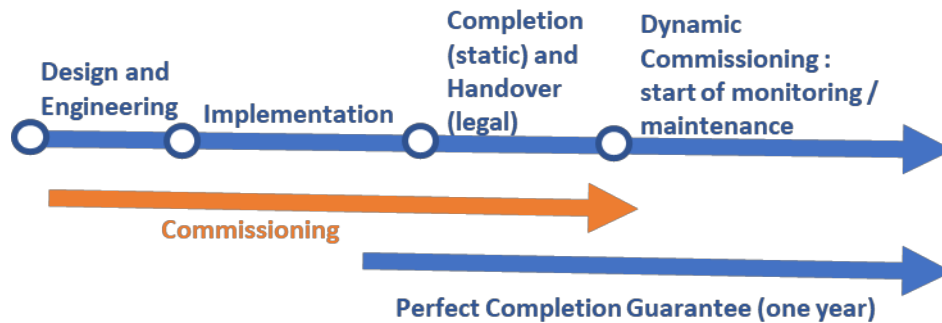 Design and
Engineering
Implementation
Completion
(static) and
Handover
(legal)
Dynamic
Commissioning :
start of monitoring /
maintenance
Commissioning
Perfect Completion Guarantee (one year)